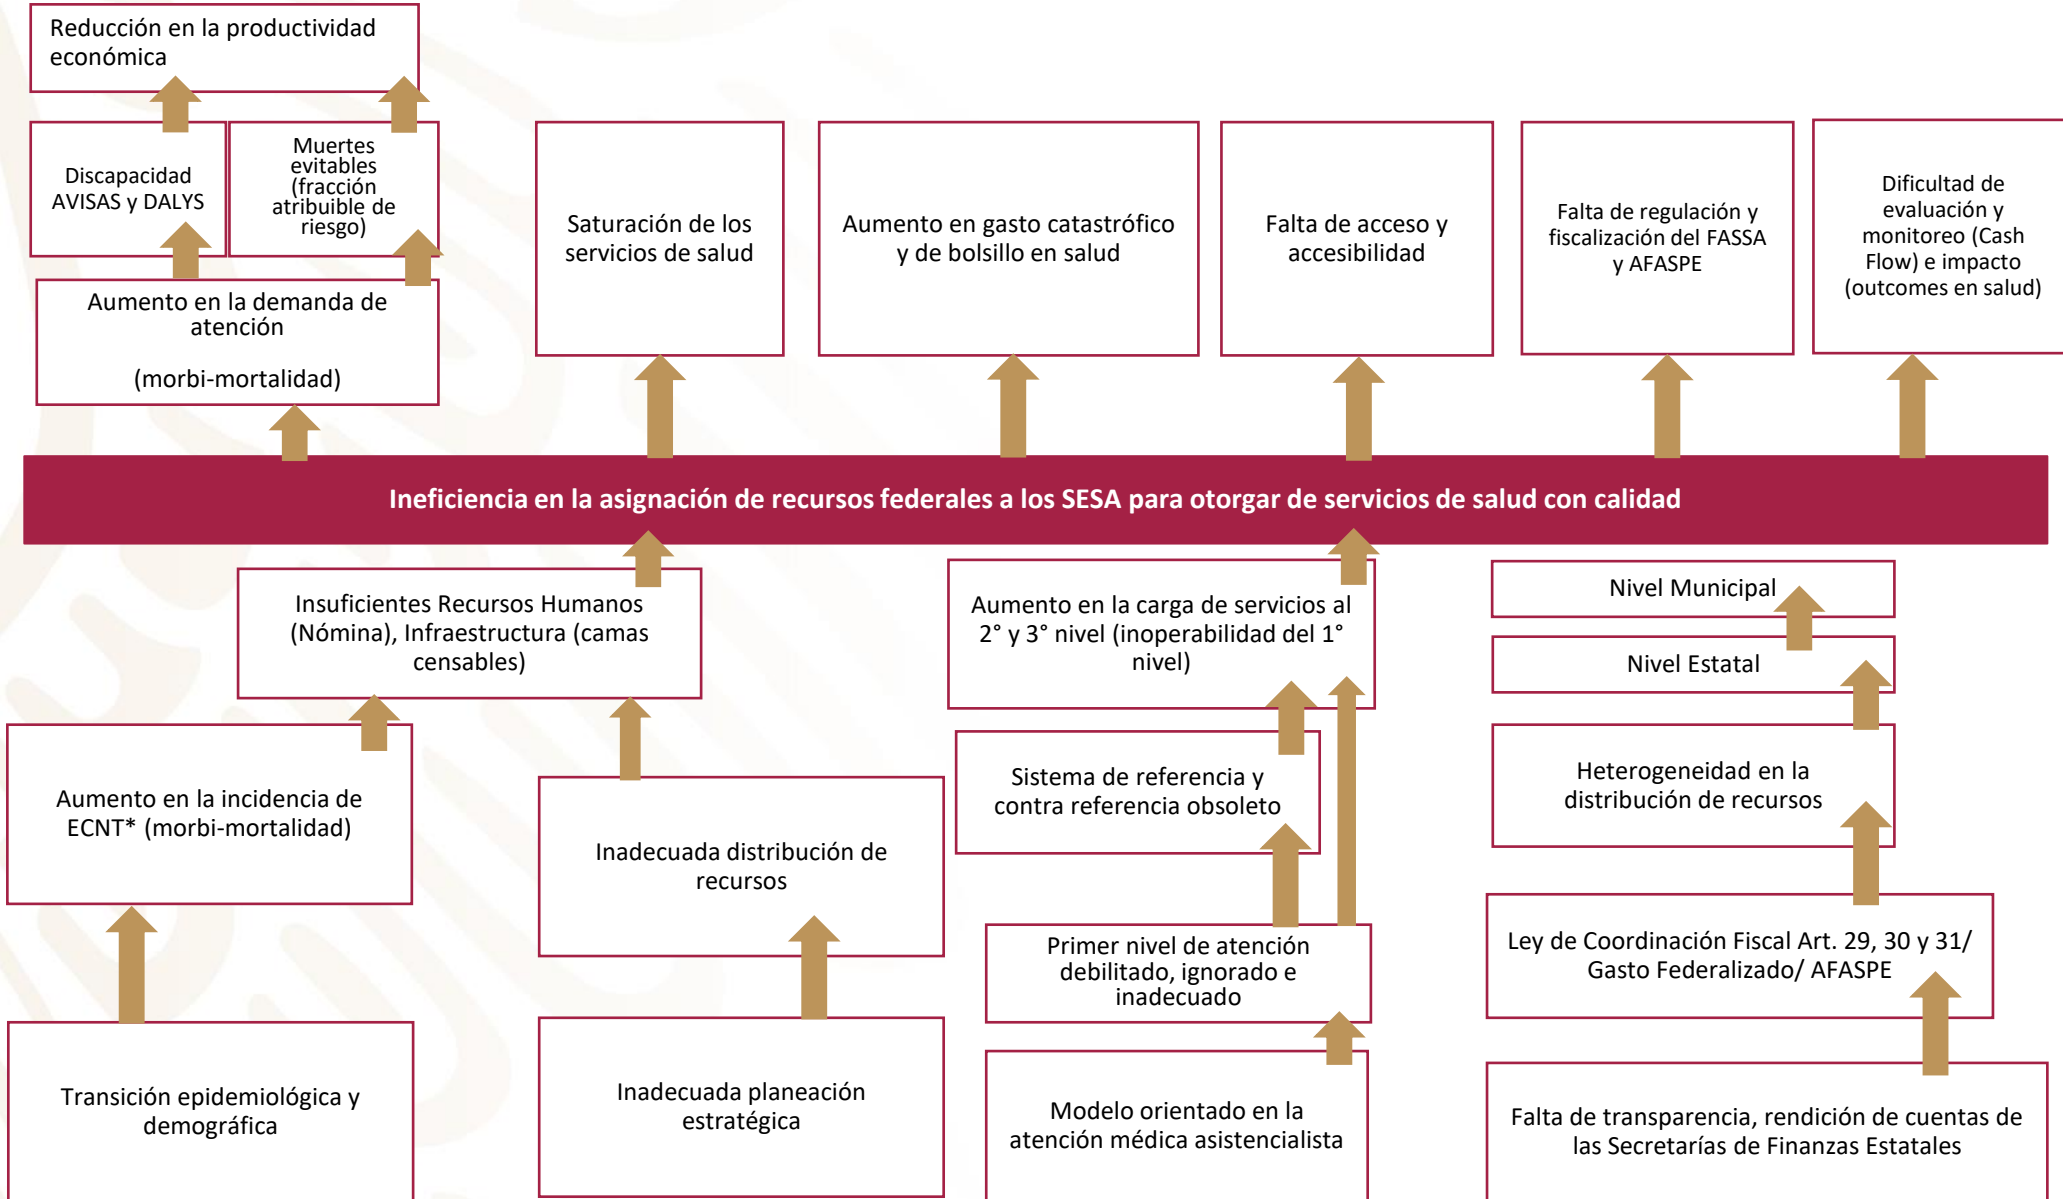 Reducción en la productividad
económica
Discapacidad
AVISAS y DALYS
Muertes
evitables
(fracción
atribuible de
riesgo)
Saturación de los
servicios de salud
Aumento en gasto catastrófico
y de bolsillo en salud
Falta de acceso y
accesibilidad
Falta de regulación y
fiscalización del FASSA
y AFASPE
Dificultad de
evaluación y
monitoreo (Cash
Flow) e impacto
(outcomes en salud)
Aumento en la demanda de
atención
(morbi-mortalidad)
Ineficiencia en la asignación de recursos federales a los SESA para otorgar de servicios de salud con calidad
Insuficientes Recursos Humanos
(Nómina), Infraestructura (camas
censables)
Aumento en la carga de servicios al
2° y 3° nivel (inoperabilidad del 1°
nivel)
Nivel Municipal
Nivel Estatal
Aumento en la incidencia de
ECNT* (morbi-mortalidad)
Inadecuada distribución de
recursos
Sistema de referencia y
contra referencia obsoleto
Heterogeneidad en la
distribución de recursos
Primer nivel de atención
debilitado, ignorado e
inadecuado
Ley de Coordinación Fiscal Art. 29, 30 y 31/
Gasto Federalizado/ AFASPE
Transición epidemiológica y
demográfica
Inadecuada planeación
estratégica
Modelo orientado en la
atención médica asistencialista
Falta de transparencia, rendición de cuentas de
las Secretarías de Finanzas Estatales